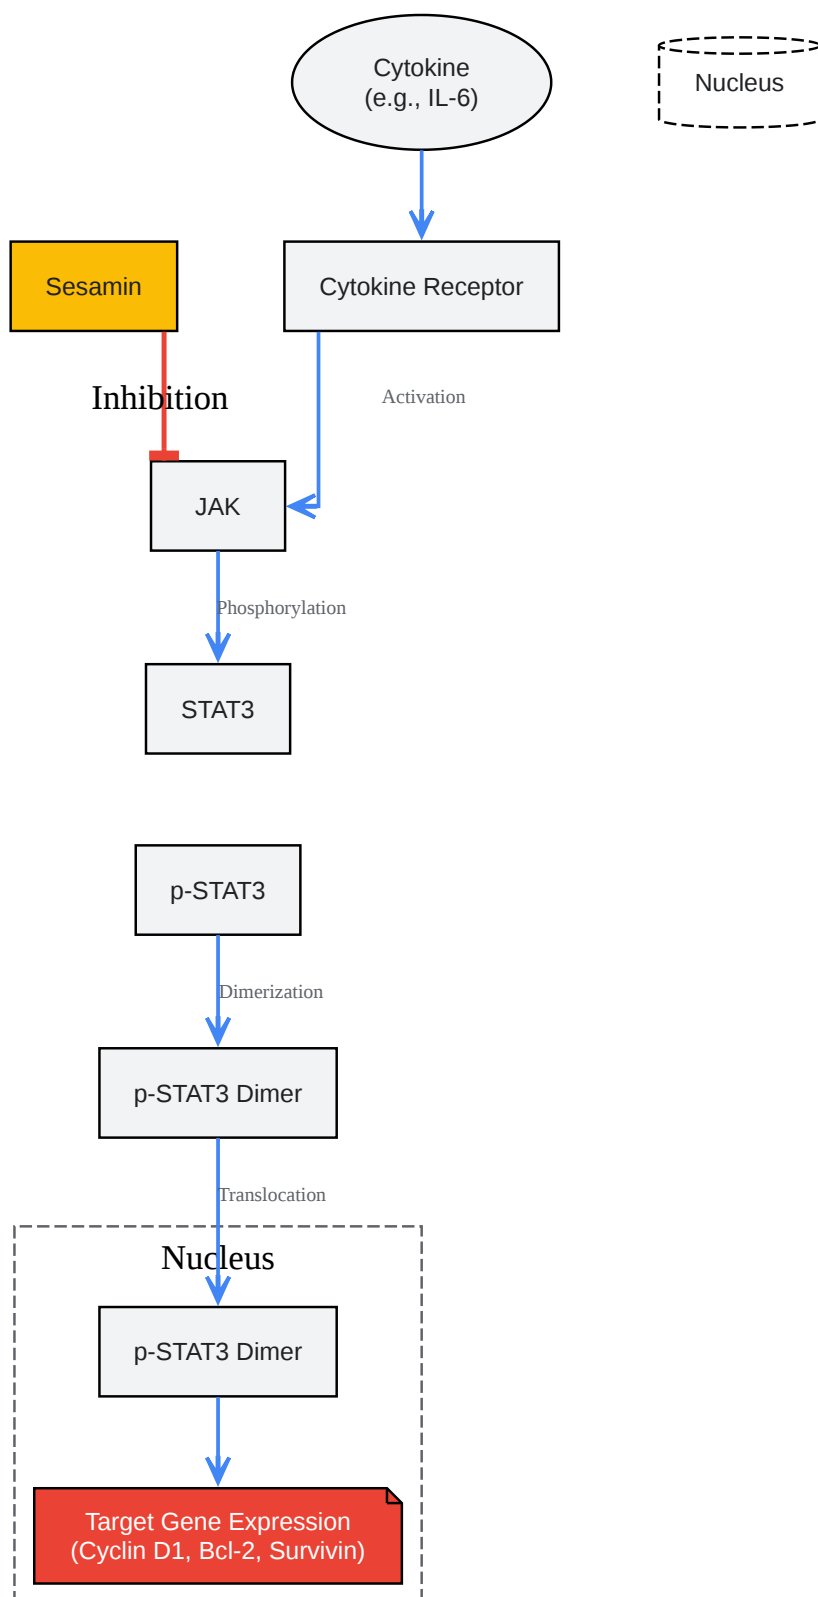 Cytokine
(e.g., IL-6)
Nucleus
Sesamin
Cytokine Receptor
Inhibition
Activation
JAK
Phosphorylation
STAT3
p-STAT3
Dimerization
p-STAT3 Dimer
Translocation
Nucleus
p-STAT3 Dimer
Target Gene Expression
(Cyclin D1, Bcl-2, Survivin)